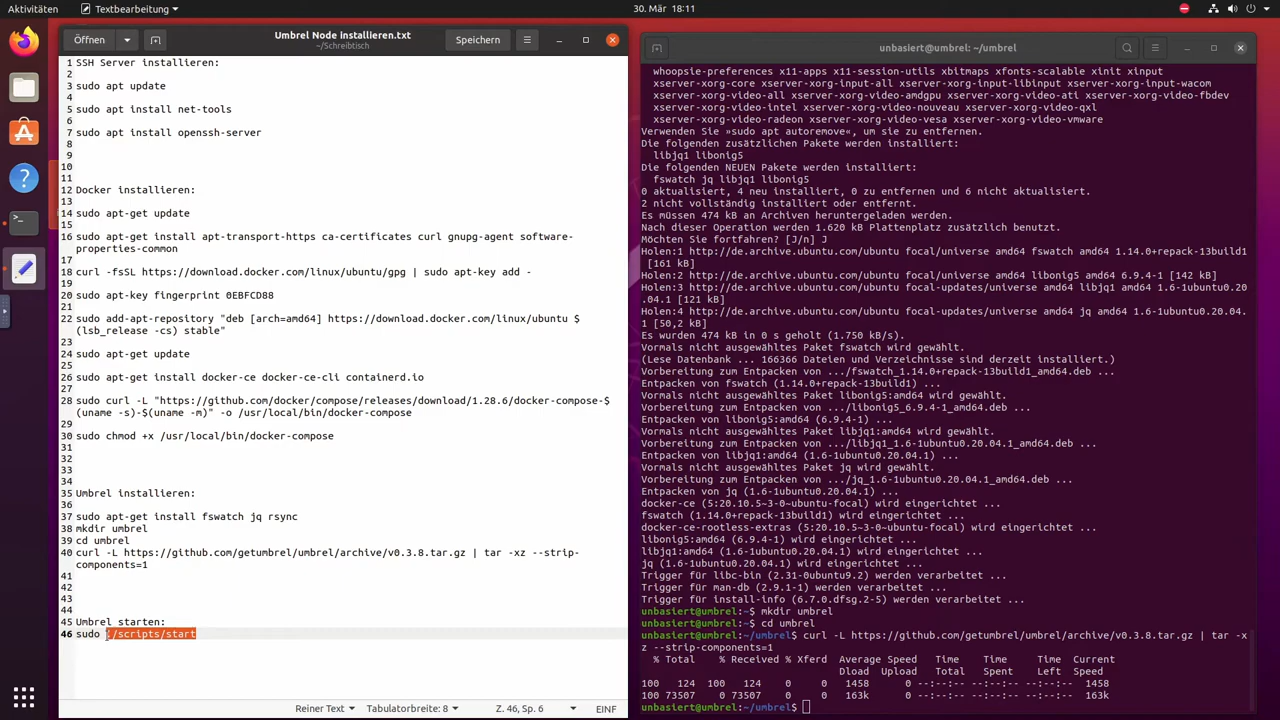 Aktivitäten
Textbearbeitung
30. Mär 18:11
Öffnen
Umbrel Node installieren.txt
~/Schreibtisch
Speichern
1 SSH Server installieren:
2
3 sudo apt update
4
5 sudo apt install net-tools
6
7 sudo apt install openssh-server
8
9
10
11
12 Docker installieren:
13
14 sudo apt-get update
15
16 sudo apt-get install apt-transport-https ca-certificates curl gnupg-agent software-
properties-common
17
18 curl -fsSL https://download.docker.com/linux/ubuntu/gpg | sudo apt-key add -
19
20 sudo apt-key fingerprint 0EBFCD88
21
22 sudo add-apt-repository "deb [arch=amd64] https://download.docker.com/linux/ubuntu $
(lsb_release -cs) stable"
23
24 sudo apt-get update
25
26 sudo apt-get install docker-ce docker-ce-cli containerd.io
27
28 sudo curl -L "https://github.com/docker/compose/releases/download/1.28.6/docker-compose-$
(uname -s)-$(uname -m)" -o /usr/local/bin/docker-compose
29
30 sudo chmod +x /usr/local/bin/docker-compose
31
32
33
34
35 Umbrel installieren:
36
37 sudo apt-get install fswatch jq rsync
38 mkdir umbrel
39 cd umbrel
40 curl -L https://github.com/getumbrel/umbrel/archive/v0.3.8.tar.gz | tar -xz --strip-
components=1
41
42
43
44
45 Umbrel starten:
46 sudo ./scripts/start
Reiner Text
Tabulatorbreite: 8
Z. 46, Sp. 6
EINF
unbasiert@umbrel: ~/umbrel
whoopsie-preferences x11-apps x11-session-utils xbitmaps xfonts-scalable xinit xinput
xserver-xorg-core xserver-xorg-input-all xserver-xorg-input-libinput xserver-xorg-input-wacom
xserver-xorg-video-all xserver-xorg-video-amdgpu xserver-xorg-video-ati xserver-xorg-video-fbdev
xserver-xorg-video-intel xserver-xorg-video-nouveau xserver-xorg-video-qxl
xserver-xorg-video-radeon xserver-xorg-video-vesa xserver-xorg-video-vmware
Verwenden Sie »sudo apt autoremove«, um sie zu entfernen.
Die folgenden zusätzlichen Pakete werden installiert:
libjq1 libonig5
Die folgenden NEUEN Pakete werden installiert:
fswatch jq libjq1 libonig5
0 aktualisiert, 4 neu installiert, 0 zu entfernen und 6 nicht aktualisiert.
2 nicht vollständig installiert oder entfernt.
Es müssen 474 kB an Archiven heruntergeladen werden.
Nach dieser Operation werden 1.620 kB Plattenplatz zusätzlich benutzt.
Möchten Sie fortfahren? [J/n] J
Holen:1 http://de.archive.ubuntu.com/ubuntu focal/universe amd64 fswatch amd64 1.14.0+repack-13build1
[161 kB]
Holen:2 http://de.archive.ubuntu.com/ubuntu focal/universe amd64 libonig5 amd64 6.9.4-1 [142 kB]
Holen:3 http://de.archive.ubuntu.com/ubuntu focal-updates/universe amd64 libjq1 amd64 1.6-1ubuntu0.20
.04.1 [121 kB]
Holen:4 http://de.archive.ubuntu.com/ubuntu focal-updates/universe amd64 jq amd64 1.6-1ubuntu0.20.04.
1 [50,2 kB]
Es wurden 474 kB in 0 s geholt (1.750 kB/s).
Vormals nicht ausgewähltes Paket fswatch wird gewählt.
(Lese Datenbank ... 166366 Dateien und Verzeichnisse sind derzeit installiert.)
Vorbereitung zum Entpacken von .../fswatch_1.14.0+repack-13build1_amd64.deb ...
Entpacken von fswatch (1.14.0+repack-13build1) ...
Vormals nicht ausgewähltes Paket libonig5:amd64 wird gewählt.
Vorbereitung zum Entpacken von .../libonig5_6.9.4-1_amd64.deb ...
Entpacken von libonig5:amd64 (6.9.4-1) ...
Vormals nicht ausgewähltes Paket libjq1:amd64 wird gewählt.
Vorbereitung zum Entpacken von .../libjq1_1.6-1ubuntu0.20.04.1_amd64.deb ...
Entpacken von libjq1:amd64 (1.6-1ubuntu0.20.04.1) ...
Vormals nicht ausgewähltes Paket jq wird gewählt.
Vorbereitung zum Entpacken von .../jq_1.6-1ubuntu0.20.04.1_amd64.deb ...
Entpacken von jq (1.6-1ubuntu0.20.04.1) ...
docker-ce (5:20.10.5~3-0~ubuntu-focal) wird eingerichtet ...
fswatch (1.14.0+repack-13build1) wird eingerichtet ...
docker-ce-rootless-extras (5:20.10.5~3-0~ubuntu-focal) wird eingerichtet ...
libonig5:amd64 (6.9.4-1) wird eingerichtet ...
libjq1:amd64 (1.6-1ubuntu0.20.04.1) wird eingerichtet ...
jq (1.6-1ubuntu0.20.04.1) wird eingerichtet ...
Trigger für libc-bin (2.31-0ubuntu9.2) werden verarbeitet ...
Trigger für man-db (2.9.1-1) werden verarbeitet ...
Trigger für install-info (6.7.0.dfsg.2-5) werden verarbeitet ...
unbasiert@umbrel:~$ mkdir umbrel
unbasiert@umbrel:~$ cd umbrel
unbasiert@umbrel:~/umbrel$ curl -L https://github.com/getumbrel/umbrel/archive/v0.3.8.tar.gz | tar -x
z --strip-components=1
% Total % Received % Xferd Average Speed Time Time Time Current
Dload Upload Total Spent Left Speed
100 124 100 124 0 0 1458 0 --:--:-- --:--:-- --:--:-- 1458
100 73507 0 73507 0 0 163k 0 --:--:-- --:--:-- --:--:-- 163k
unbasiert@umbrel:~/umbrel$